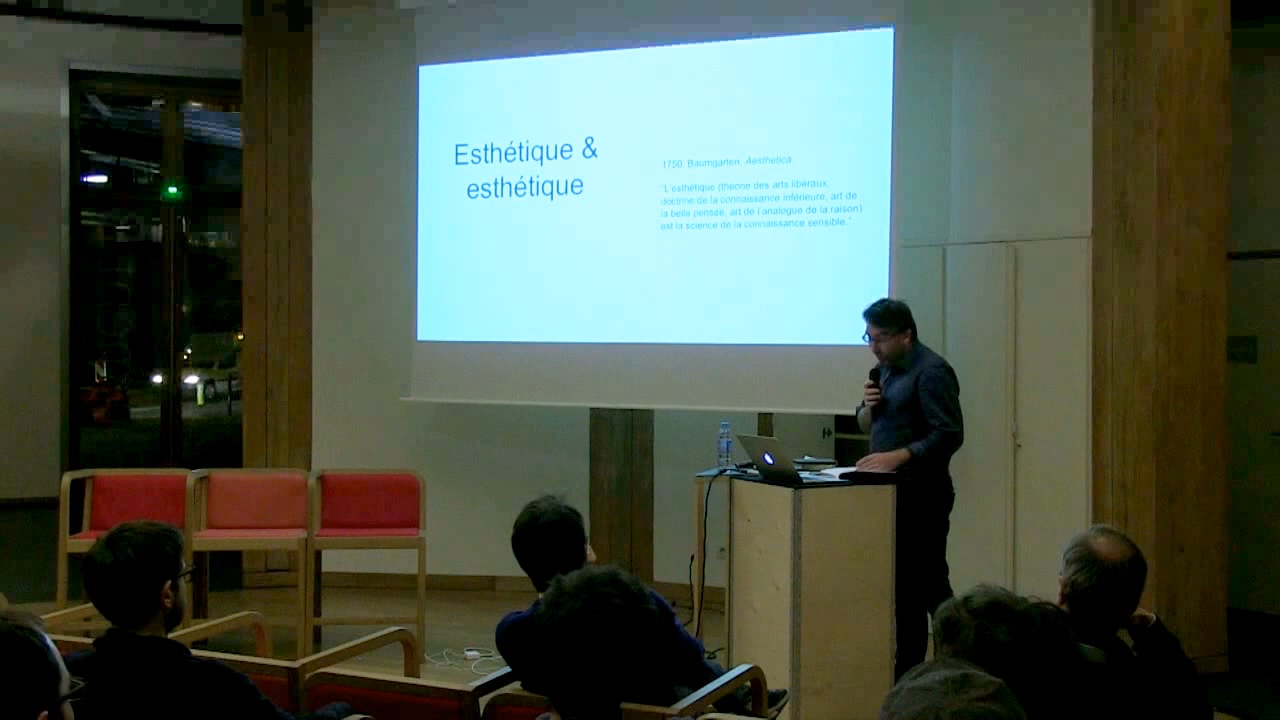 Esthétique &
esthétique
1750. Baumgarten, Aesthetica.
"L'esthétique (théorie des arts libéraux,
doctrine de la connaissance inférieure, art de
la belle pensée, art de l'analogue de la raison)
est la science de la connaissance sensible."